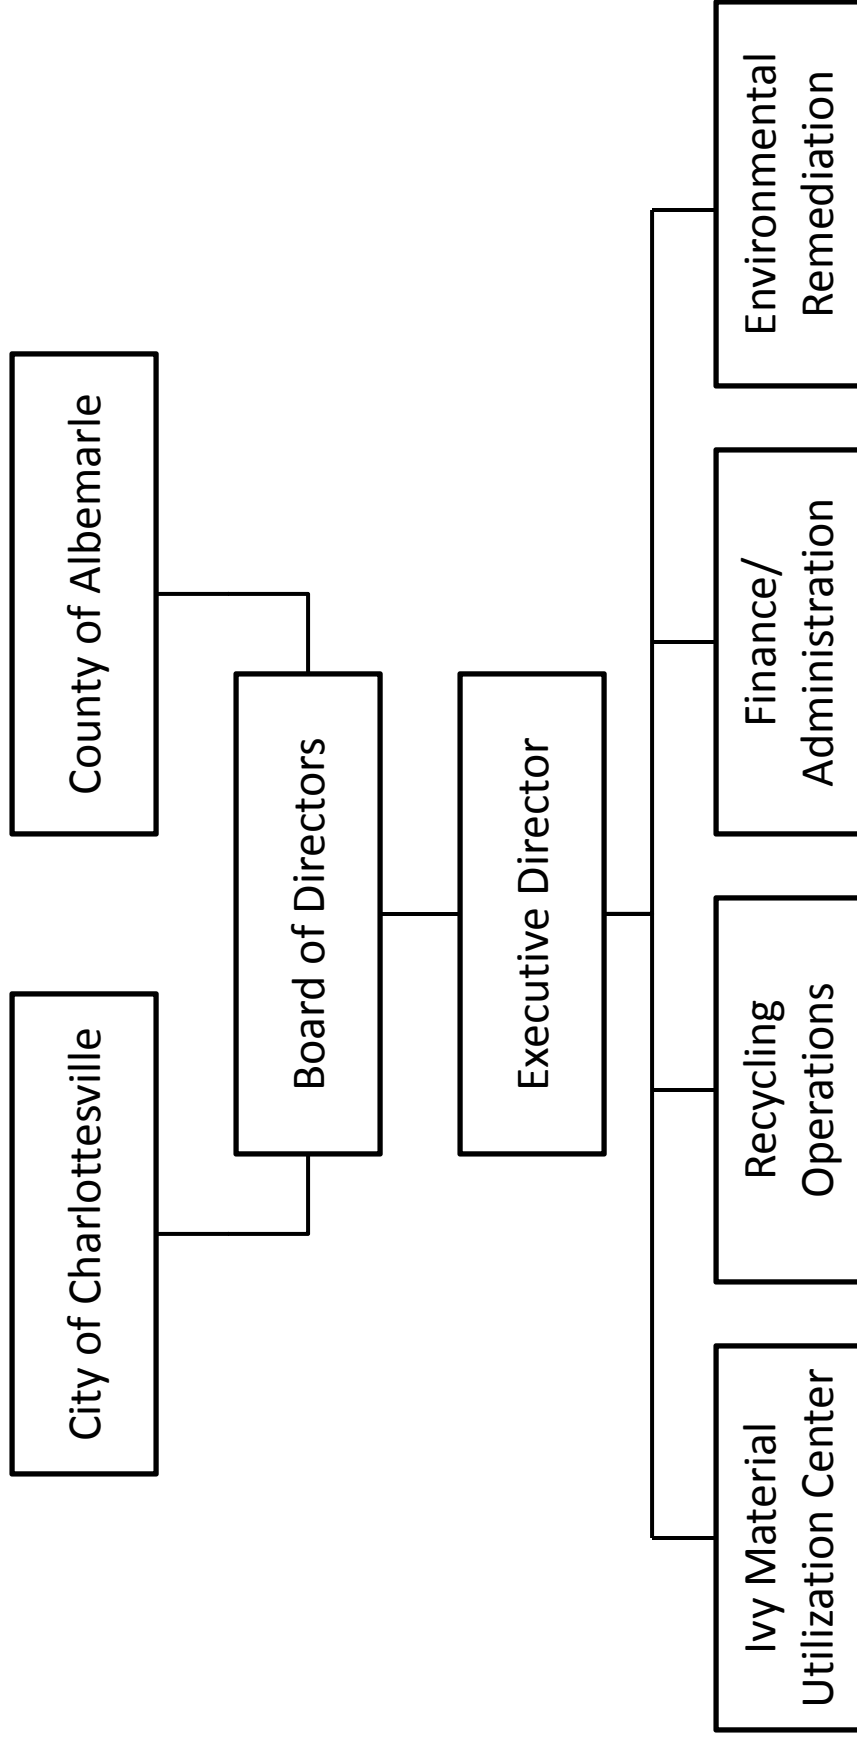 City of Charlottesville
County of Albemarle
Board of Directors
Executive Director
Ivy Material
Utilization Center
Recycling
Operations
Finance/
Administration
Environmental
Remediation